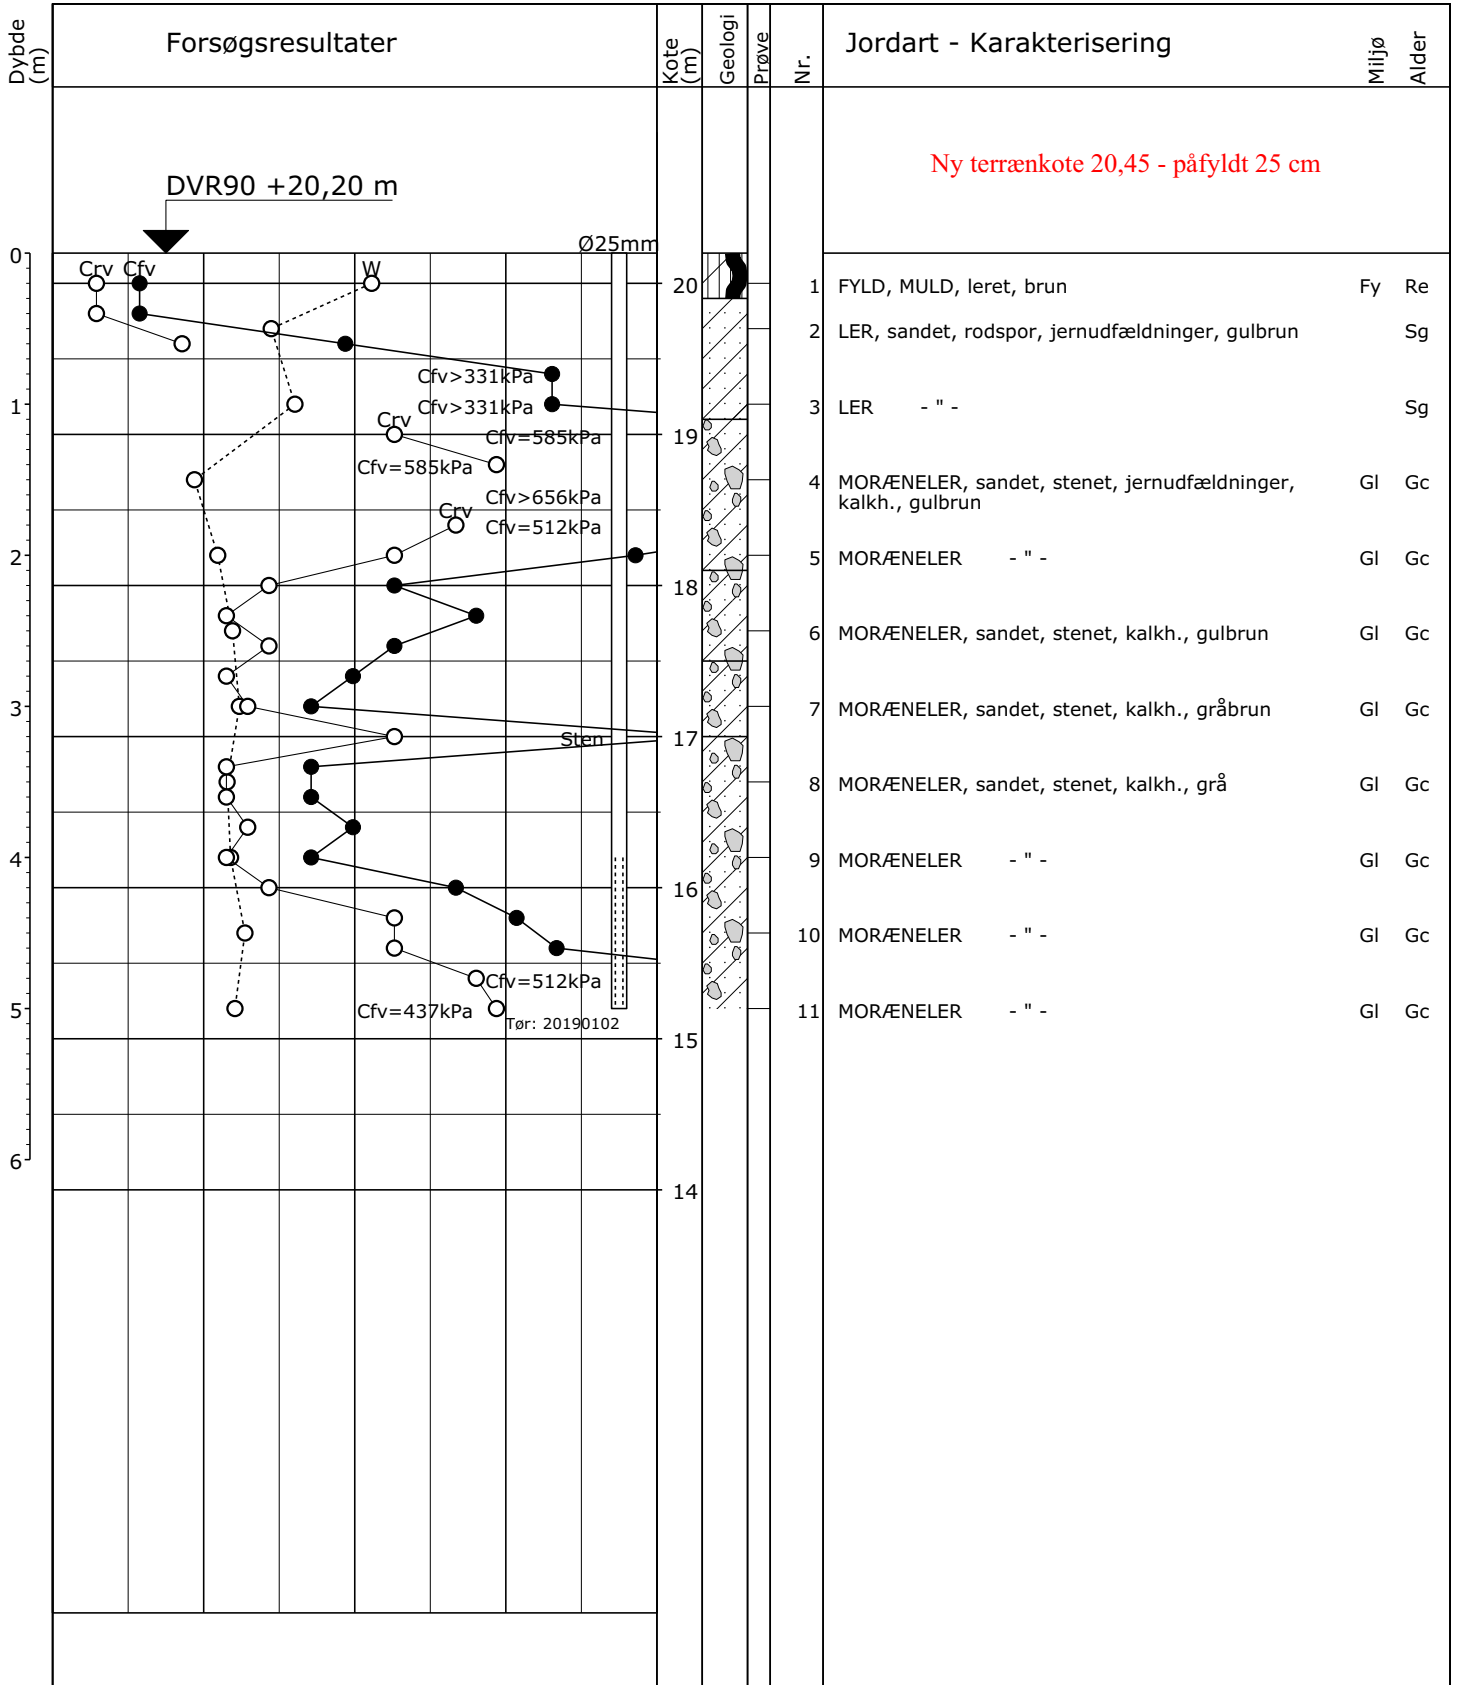 Dybde (m)
Forsøgsresultater
Kote (m)
Geologi
Prøve
Nr.
Jordart - Karakterisering
Miljø
Alder
Ny terrænkote 20,45 - påfyldt 25 cm
DVR90 +20,20 m
Ø25mm
0
Crv Cfv W
20
1 FYLD, MULD, leret, brun Fy Re
2 LER, sandet, rodspor, jernudfældninger, gulbrun Sg
Cfv>331kPa
1
Cfv>331kPa
3 LER - " - Sg
Crv
Cfv=585kPa
19
Cfv=585kPa
4 MORÆNELER, sandet, stenet, jernudfældninger, Gl Gc
kalkh., gulbrun
Cfv>656kPa
Crv
Cfv=512kPa
2
5 MORÆNELER - " - Gl Gc
18
6 MORÆNELER, sandet, stenet, kalkh., gulbrun Gl Gc
3
7 MORÆNELER, sandet, stenet, kalkh., gråbrun Gl Gc
Sten
17
8 MORÆNELER, sandet, stenet, kalkh., grå Gl Gc
4
9 MORÆNELER - " - Gl Gc
16
10 MORÆNELER - " - Gl Gc
Cfv=512kPa
5
Cfv=437kPa
Tør: 20190102
11 MORÆNELER - " - Gl Gc
15
6
14